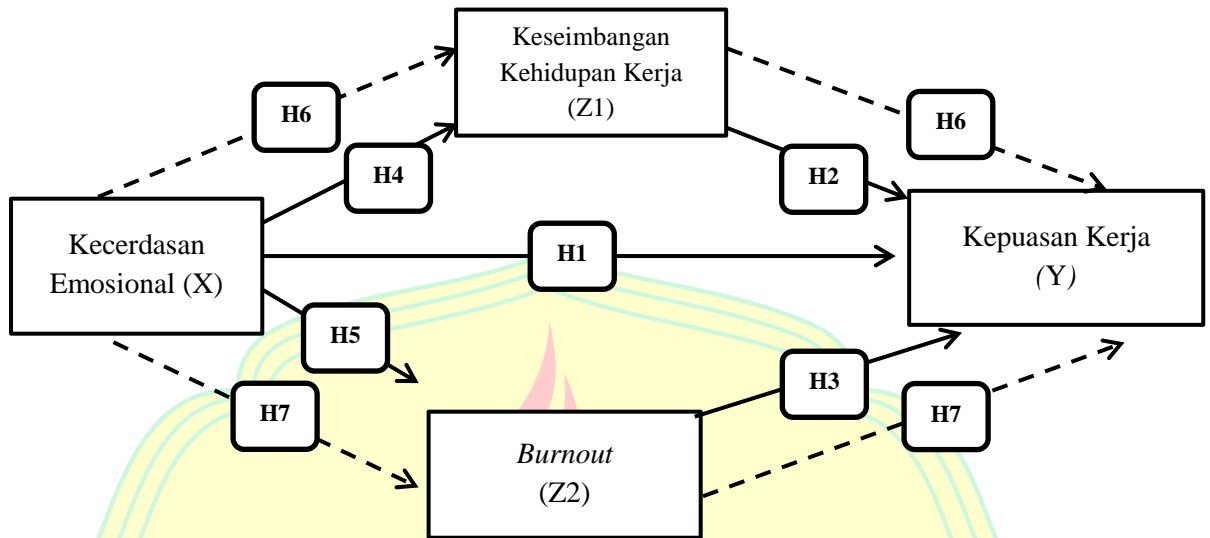 Keseimbangan
Kehidupan Kerja
(Z1)
H6
H6
H4
H2
Kecerdasan
Emosional (X)
H1
Kepuasan Kerja
(Y)
H5
H3
H7
H7
Burnout
(Z2)